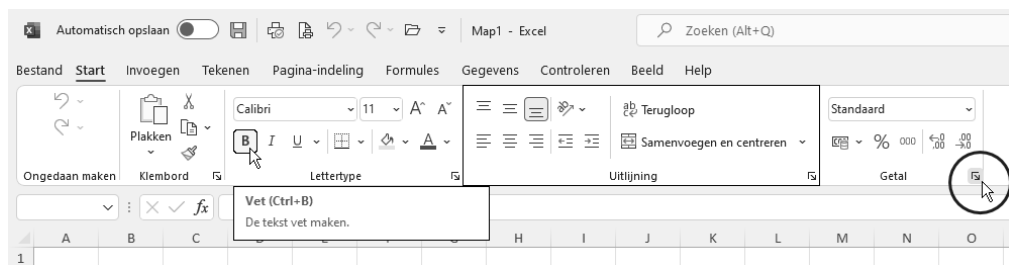 Automatisch opslaan Map1 - Excel Zoeken (Alt+Q)
Bestand Start Invoegen Tekenen Pagina-indeling Formules Gegevens Controleren Beeld Help
Calibri 11 A^ A˅ ab Terugloop Standaard
Plakken B I U A Samenvoegen en centreren % 000
Ongedaan maken Klembord Lettertype Uitlijning Getal
fx
Vet (Ctrl+B)
De tekst vet maken.
A B C H I J K L M N O
1